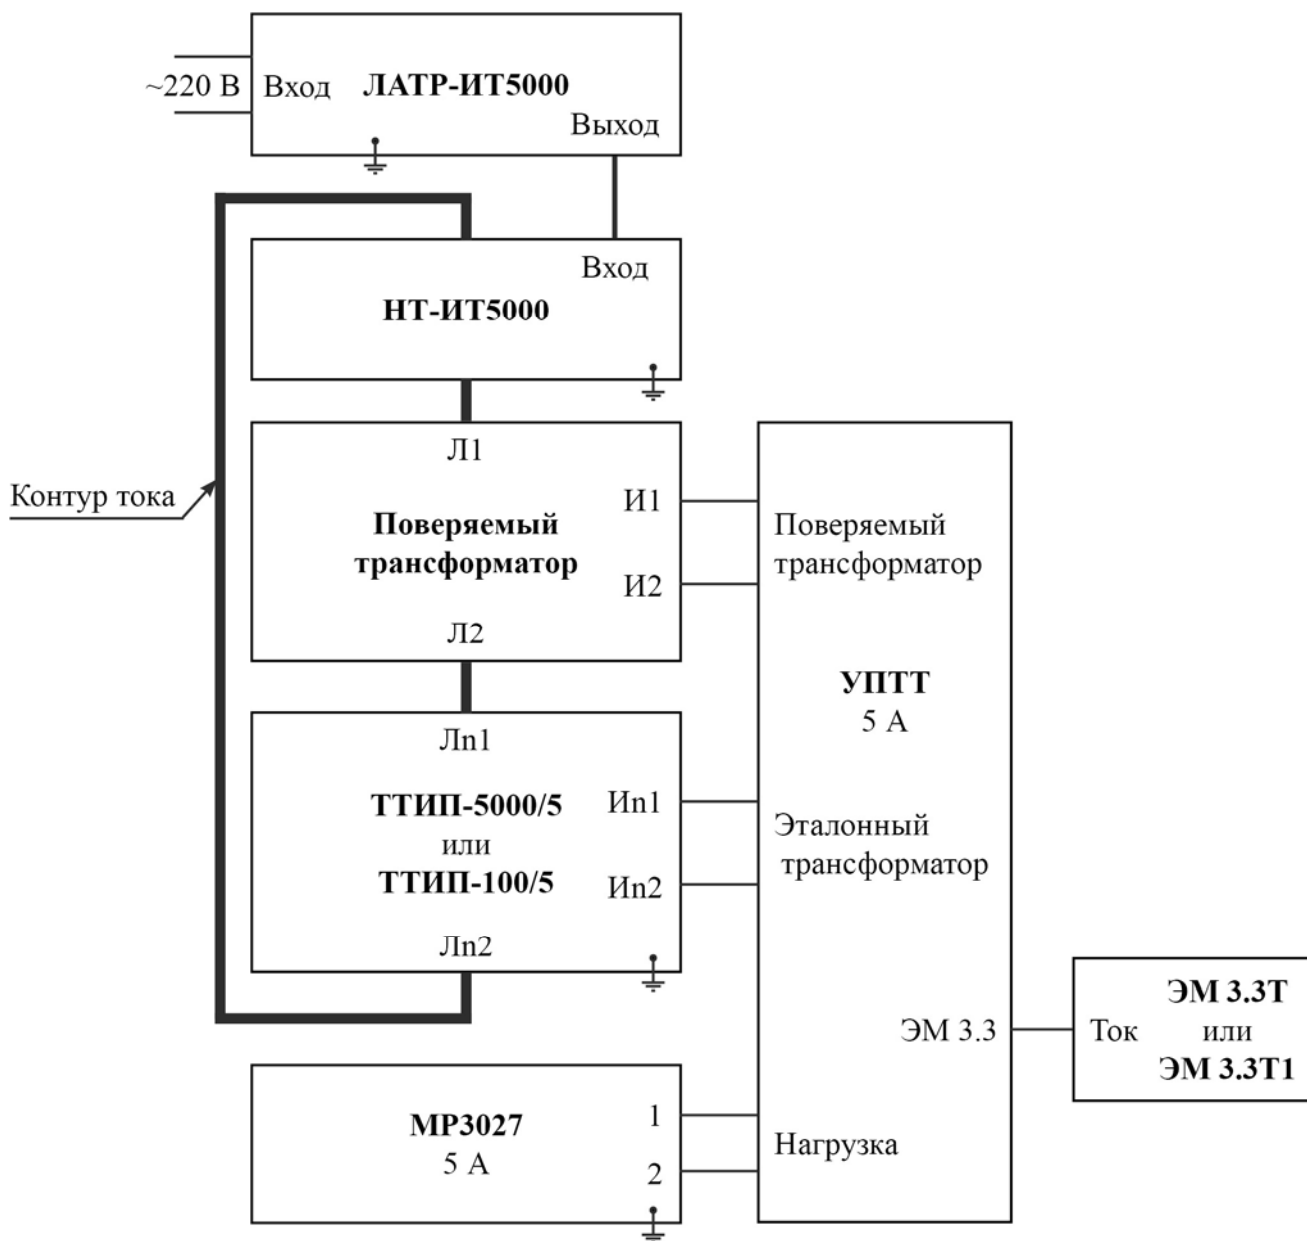 ~220 В
Вход
ЛАТР-ИТ5000
Выход
Вход
НТ-ИТ5000
Контур тока
Л1
И1
Поверяемый
трансформатор
И2
Л2
Лп1
ТТИП-5000/5
или
ТТИП-100/5
Ип1
Ип2
Лп2
МР3027
5 А
1
2
Поверяемый
трансформатор
УПТТ
5 А
Эталонный
трансформатор
ЭМ 3.3
Нагрузка
Ток
ЭМ 3.3Т
или
ЭМ 3.3Т1